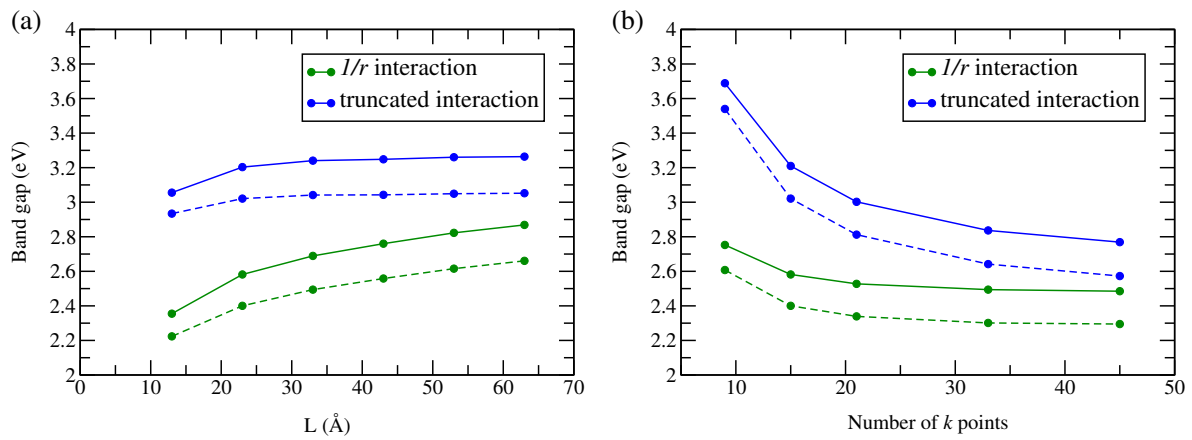 (a)
4
3.8
3.6
3.4
3.2
3
2.8
2.6
2.4
2.2
2
Band gap (eV)
1/r interaction
truncated interaction
0 10 20 30 40 50 60 70
L (Å)
(b)
4
3.8
3.6
3.4
3.2
3
2.8
2.6
2.4
2.2
2
Band gap (eV)
1/r interaction
truncated interaction
10 20 30 40 50
Number of k points